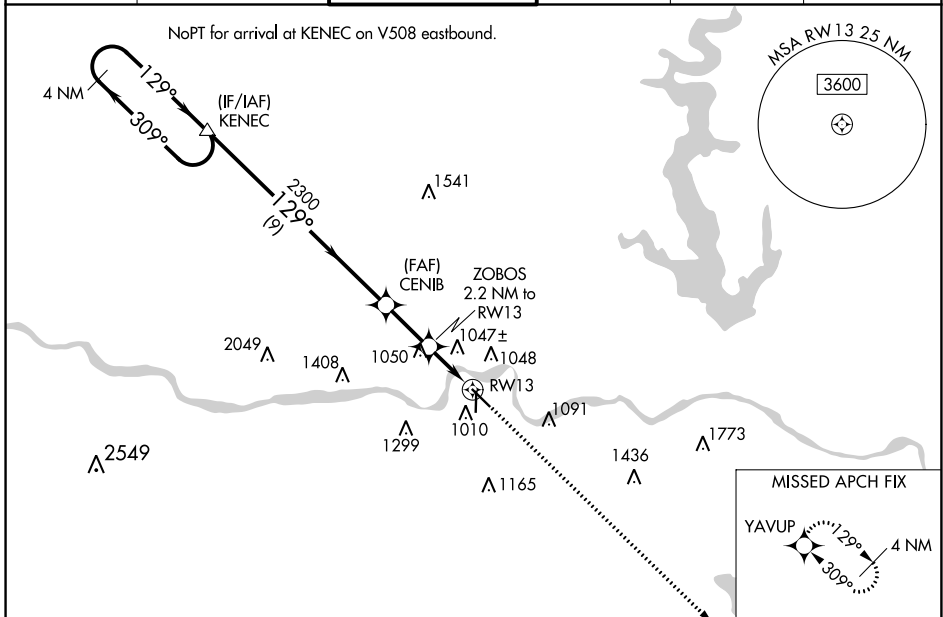 NoPT for arrival at KENEC on V508 eastbound.
MSA RW13 25 NM
3600
4 NM
129°
309°
(IF/IAF)
KENEC
2300
129°
(9)
1541
(FAF)
CENIB
ZOBOS
2.2 NM to
RW13
2049
1408
1050
1047±
1048
RW13
1010
1091
1299
2549
1165
1436
1773
MISSED APCH FIX
YAVUP
129°
309°
4 NM